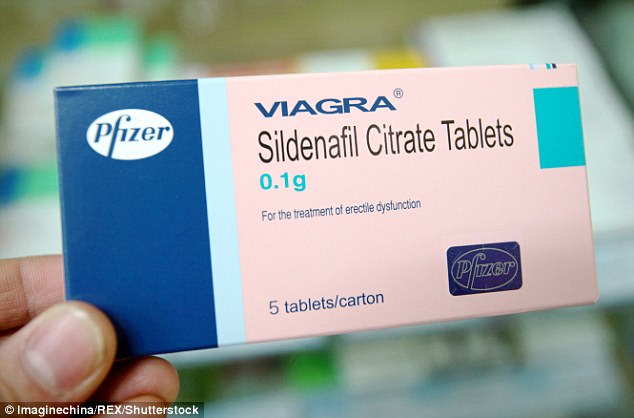 Pfizer
VIAGRA®
Sildenafil Citrate Tablets
0.1g
For the treatment of erectile dysfunction
Pfizer
5 tablets/carton
© Imaginechina/REX/Shutterstock